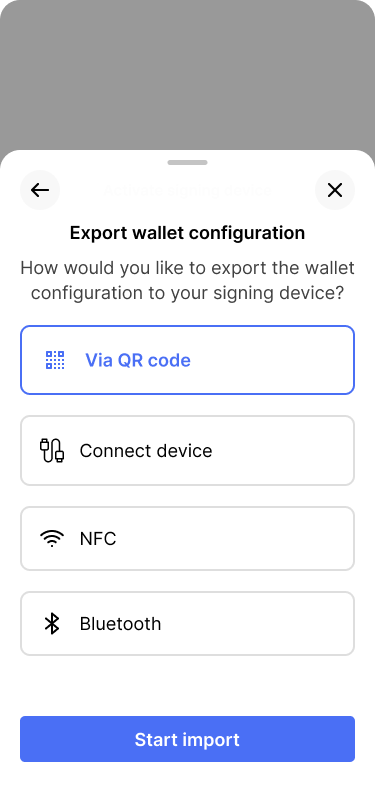 Export wallet configuration
How would you like to export the wallet
configuration to your signing device?
Via QR code
Connect device
NFC
Bluetooth
Start import